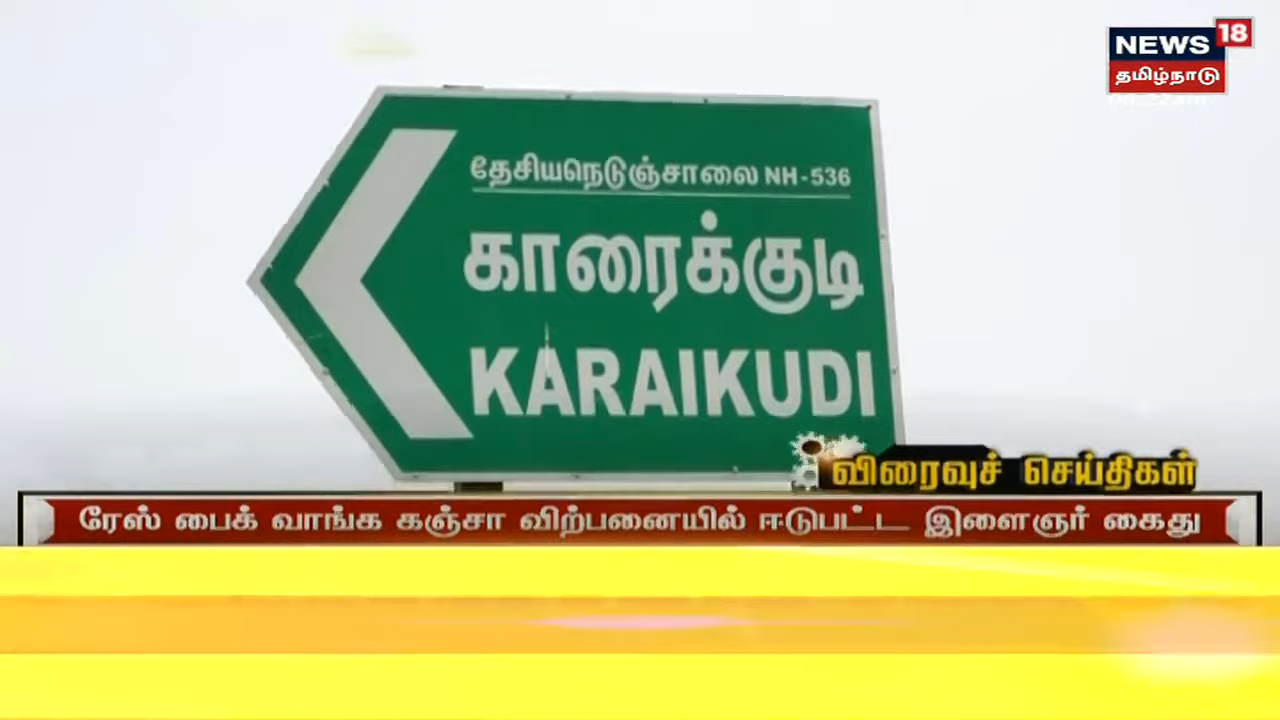 NEWS 18
தமிழ்நாடு
தேசியநெடுஞ்சாலை NH-536
காரைக்குடி
KARAIKUDI
விரைவுச் செய்திகள்
ரேஸ் பைக் வாங்க கஞ்சா விற்பனையில் ஈடுபட்ட இளைஞர் கைது